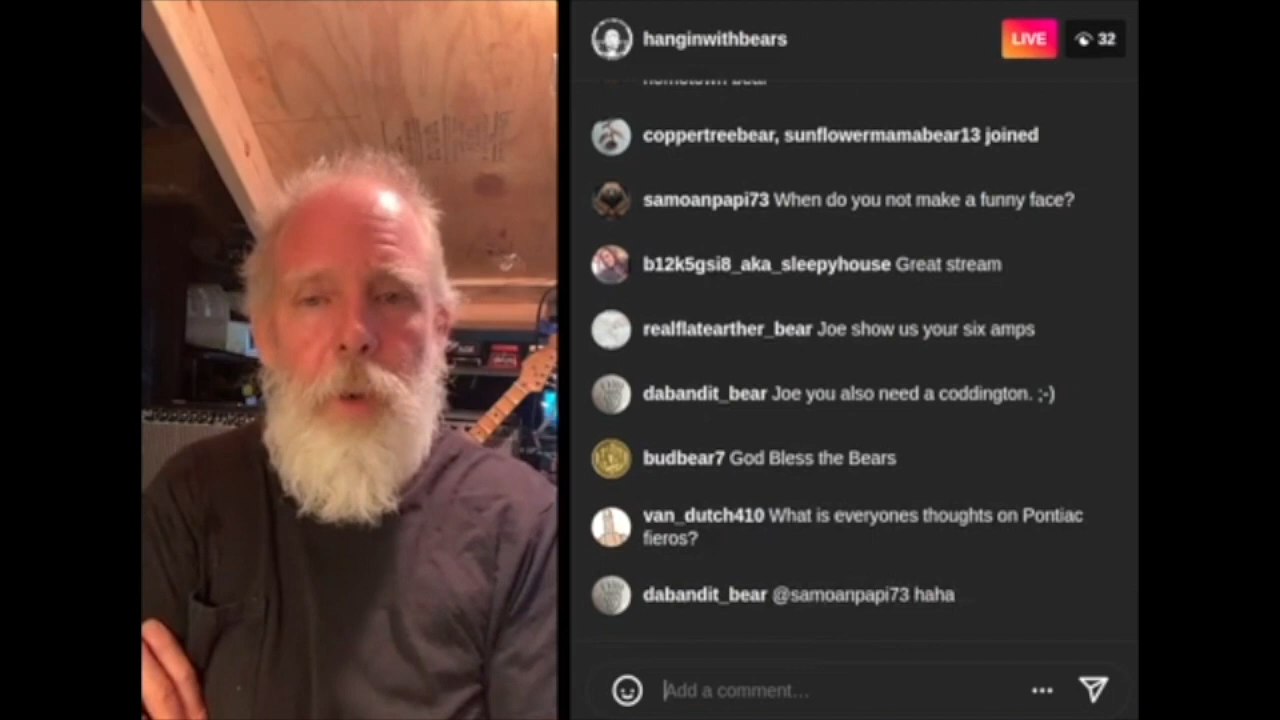 hanginwithbears
LIVE
32
hometown bear
coppertreebear, sunflowermamabear13 joined
samoanpapi73 When do you not make a funny face?
b12k5gsi8_aka_sleepyhouse Great stream
realflatearther_bear Joe show us your six amps
dabandit_bear Joe you also need a coddington. ;-)
budbear7 God Bless the Bears
van_dutch410 What is everyones thoughts on Pontiac
fieros?
dabandit_bear @samoanpapi73 haha
Add a comment…